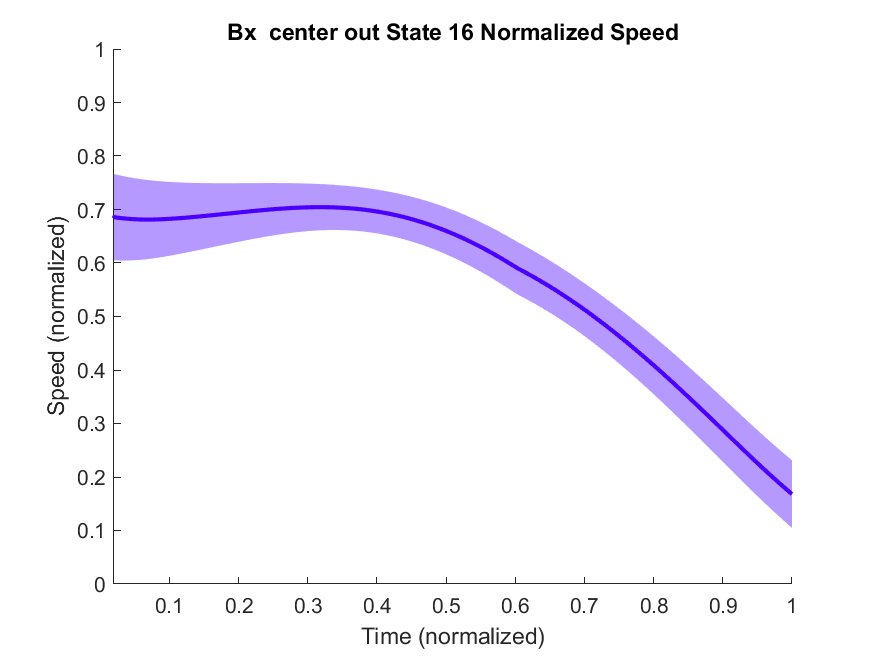 Bx  center out State 16 Normalized Speed
1
0.9
0.8
0.7
0.6
0.5
0.4
0.3
0.2
0.1
0
Speed (normalized)
0.1 0.2 0.3 0.4 0.5 0.6 0.7 0.8 0.9 1
Time (normalized)